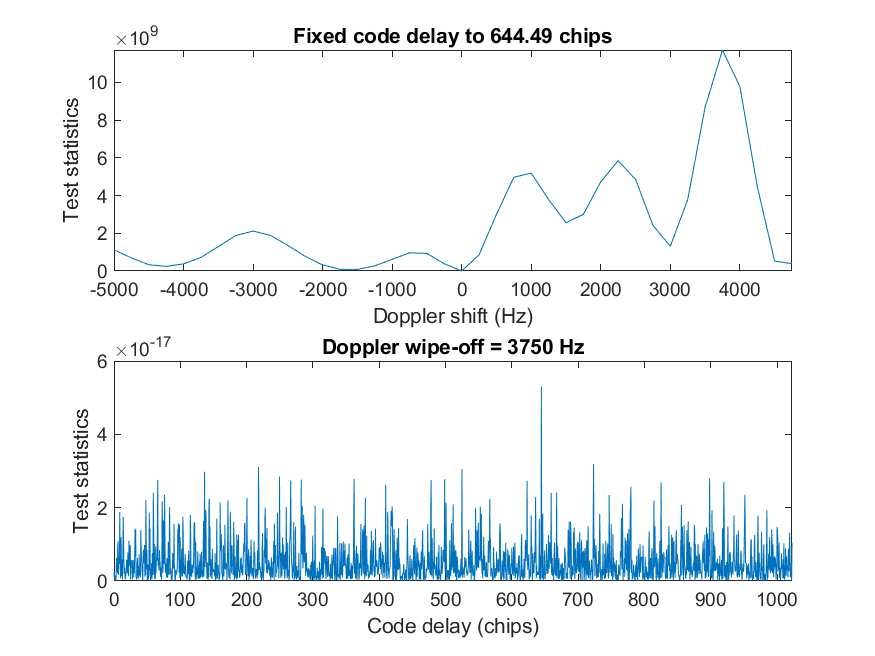 ×10⁹
Fixed code delay to 644.49 chips
10
8
6
4
2
0
Test statistics
-5000 -4000 -3000 -2000 -1000 0 1000 2000 3000 4000
Doppler shift (Hz)
×10⁻¹⁷
Doppler wipe-off = 3750 Hz
6
4
2
0
Test statistics
0 100 200 300 400 500 600 700 800 900 1000
Code delay (chips)